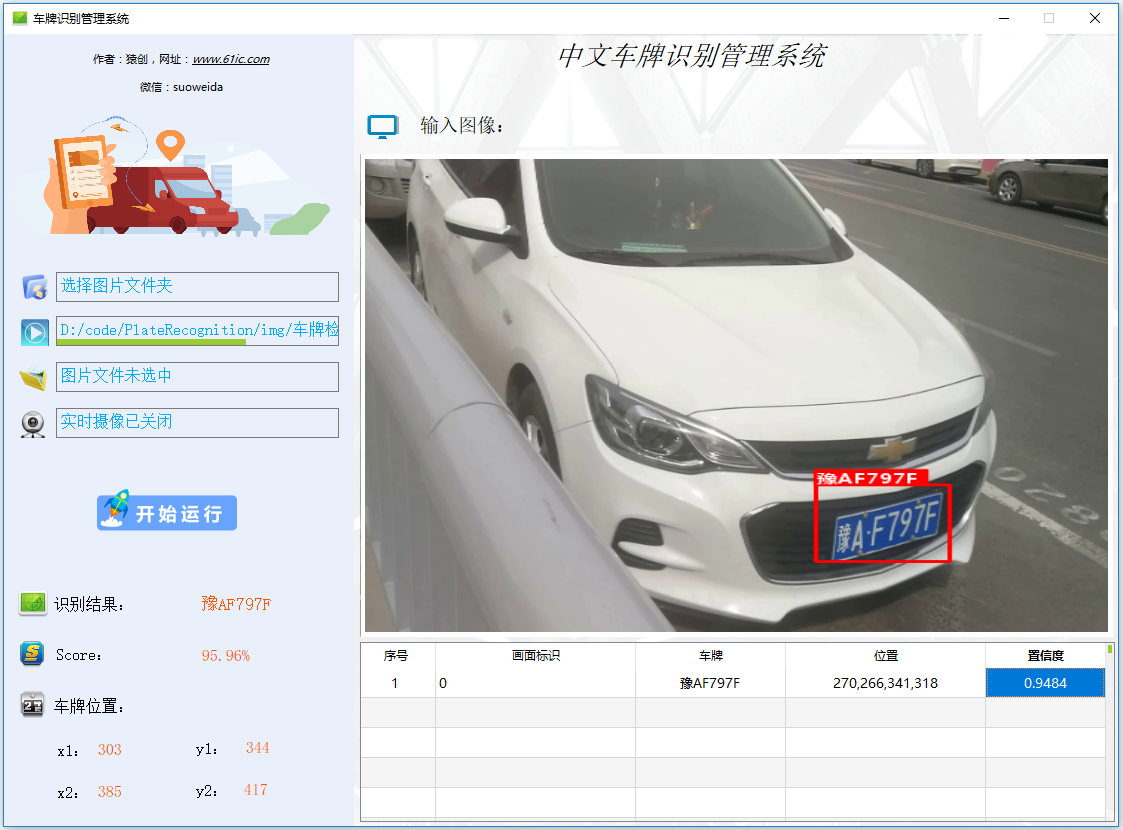 车牌识别管理系统
作者：猿创，网址：www.61ic.com
微信：suoweida
选择图片文件夹
D:/code/PlateRecognition/img/车牌检
图片文件未选中
实时摄像已关闭
开始运行
识别结果： 豫AF797F
Score: 95.96%
车牌位置：
x1: 303 y1: 344
x2: 385 y2: 417
中文车牌识别管理系统
输入图像：
豫AF797F
豫A·F797F
028
序号 画面标识 车牌 位置 置信度
1 0 豫AF797F 270,266,341,318 0.9484